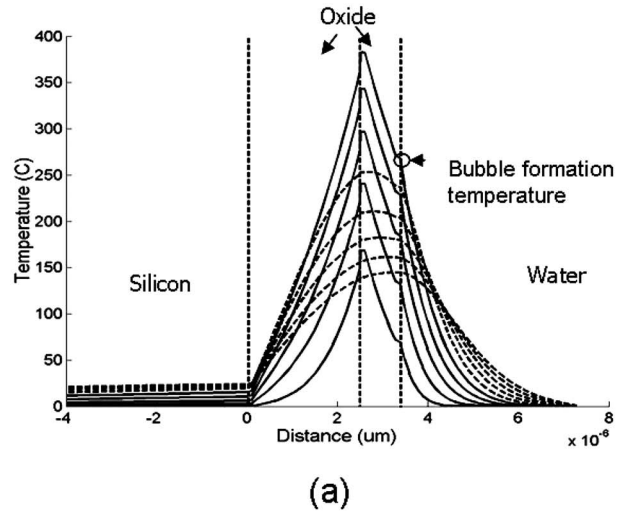 Oxide
400
350
300
250
200
150
100
50
0
Temperature (C)
Bubble formation
temperature
Silicon
Water
-4 -2 0 2 4 6 8
Distance (um)
x 10^-6
(a)